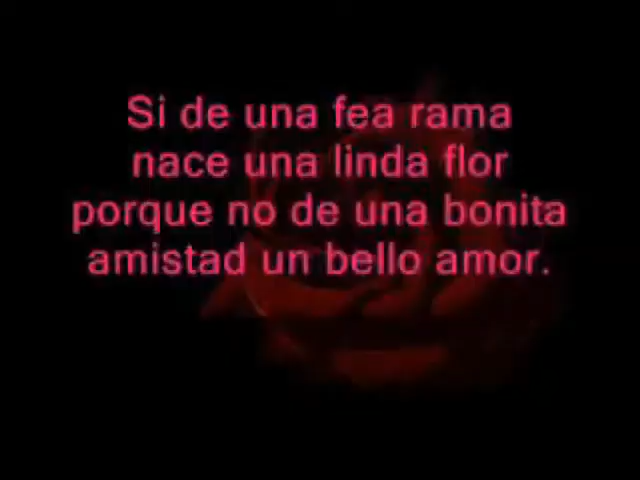 Si de una fea rama
nace una linda flor
porque no de una bonita
amistad un bello amor.